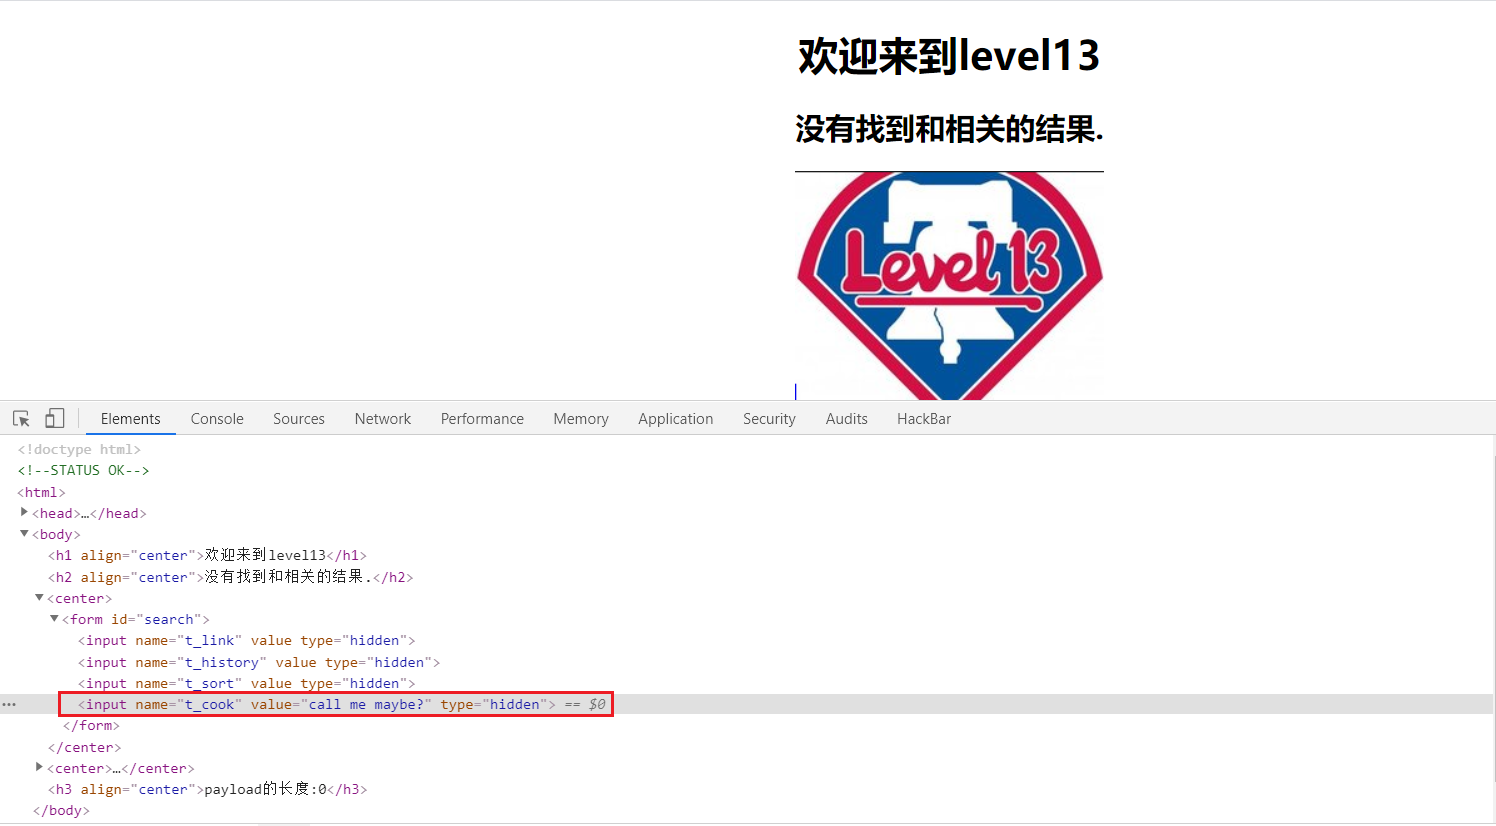 欢迎来到level13
没有找到和相关的结果.
Level 13
Elements Console Sources Network Performance Memory Application Security Audits HackBar
<!doctype html>
<!--STATUS OK-->
<html>
<head>…</head>
<body>
<h1 align="center">欢迎来到level13</h1>
<h2 align="center">没有找到和相关的结果.</h2>
<center>
<form id="search">
<input name="t_link" value type="hidden">
<input name="t_history" value type="hidden">
<input name="t_sort" value type="hidden">
<input name="t_cook" value="call me maybe?" type="hidden"> == $0
</form>
</center>
<center>…</center>
<h3 align="center">payload的长度:0</h3>
</body>